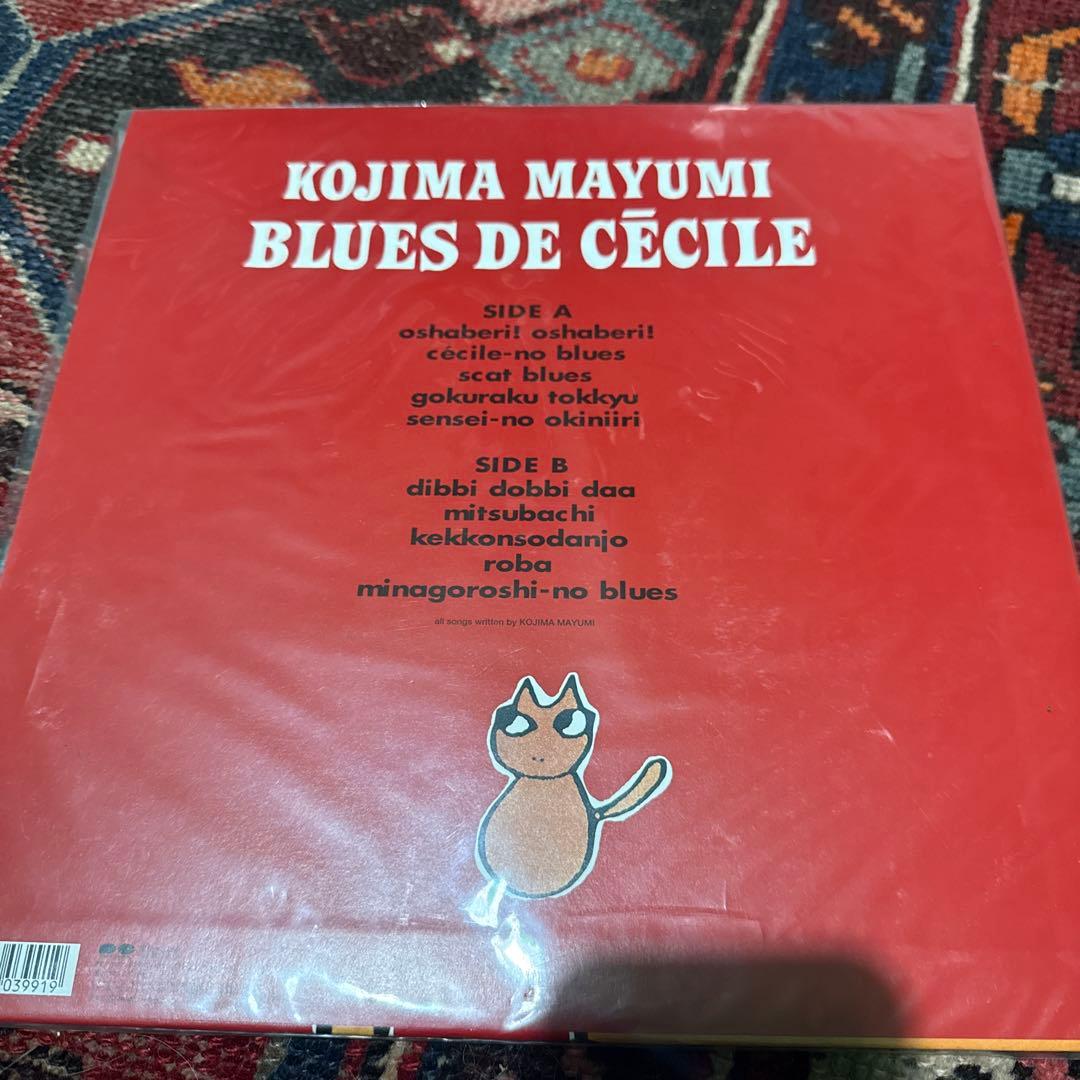 KOJIMA MAYUMI
BLUES DE CĒCILE
SIDE A
oshaberi! oshaberi!
cécile-no blues
scat blues
gokuraku tokkyu
sensei-no okiniiri
SIDE B
dibbi dobbi daa
mitsubachi
kekkonsodanjo
roba
minagoroshi-no blues
all songs written by KOJIMA MAYUMI
039919